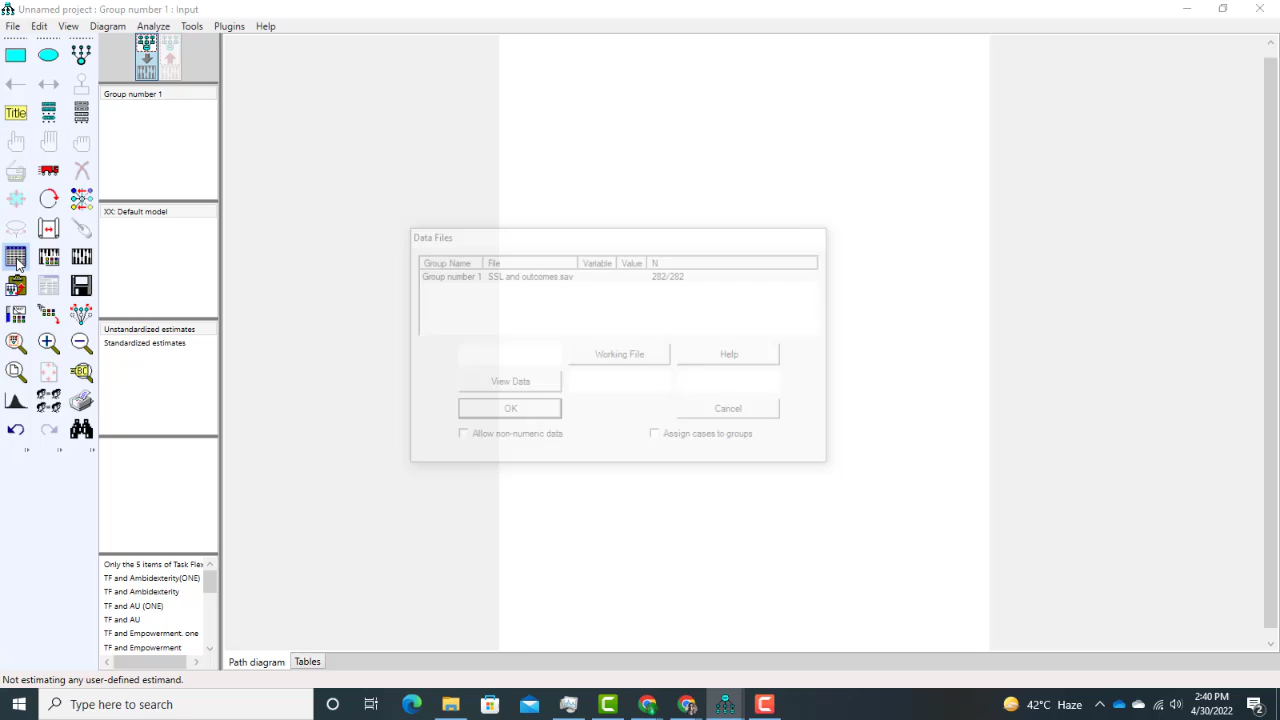 Unnamed project : Group number 1 : Input
File Edit View Diagram Analyze Tools Plugins Help
Title
Group number 1
XX: Default model
Unstandardized estimates
Standardized estimates
Only the 5 items of Task Flex
TF and Ambidexterity(ONE)
TF and Ambidexterity
TF and AU (ONE)
TF and AU
TF and Empowerment. one
TF and Empowerment
Data Files
Group Name File Variable Value N
Group number 1 SSL and outcomes.sav 282/282
Working File Help
View Data
OK Cancel
Allow non-numeric data Assign cases to groups
Path diagram Tables
Not estimating any user-defined estimand.
Type here to search
42°C Haze
2:40 PM
4/30/2022
2